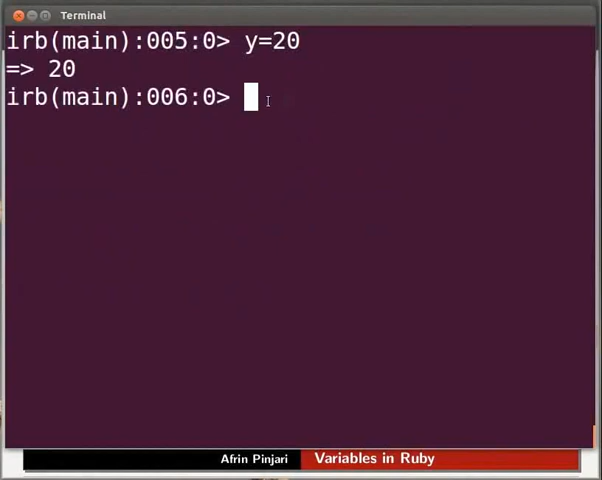 Terminal
irb(main):005:0> y=20
=> 20
irb(main):006:0>
Afrin Pinjari Variables in Ruby